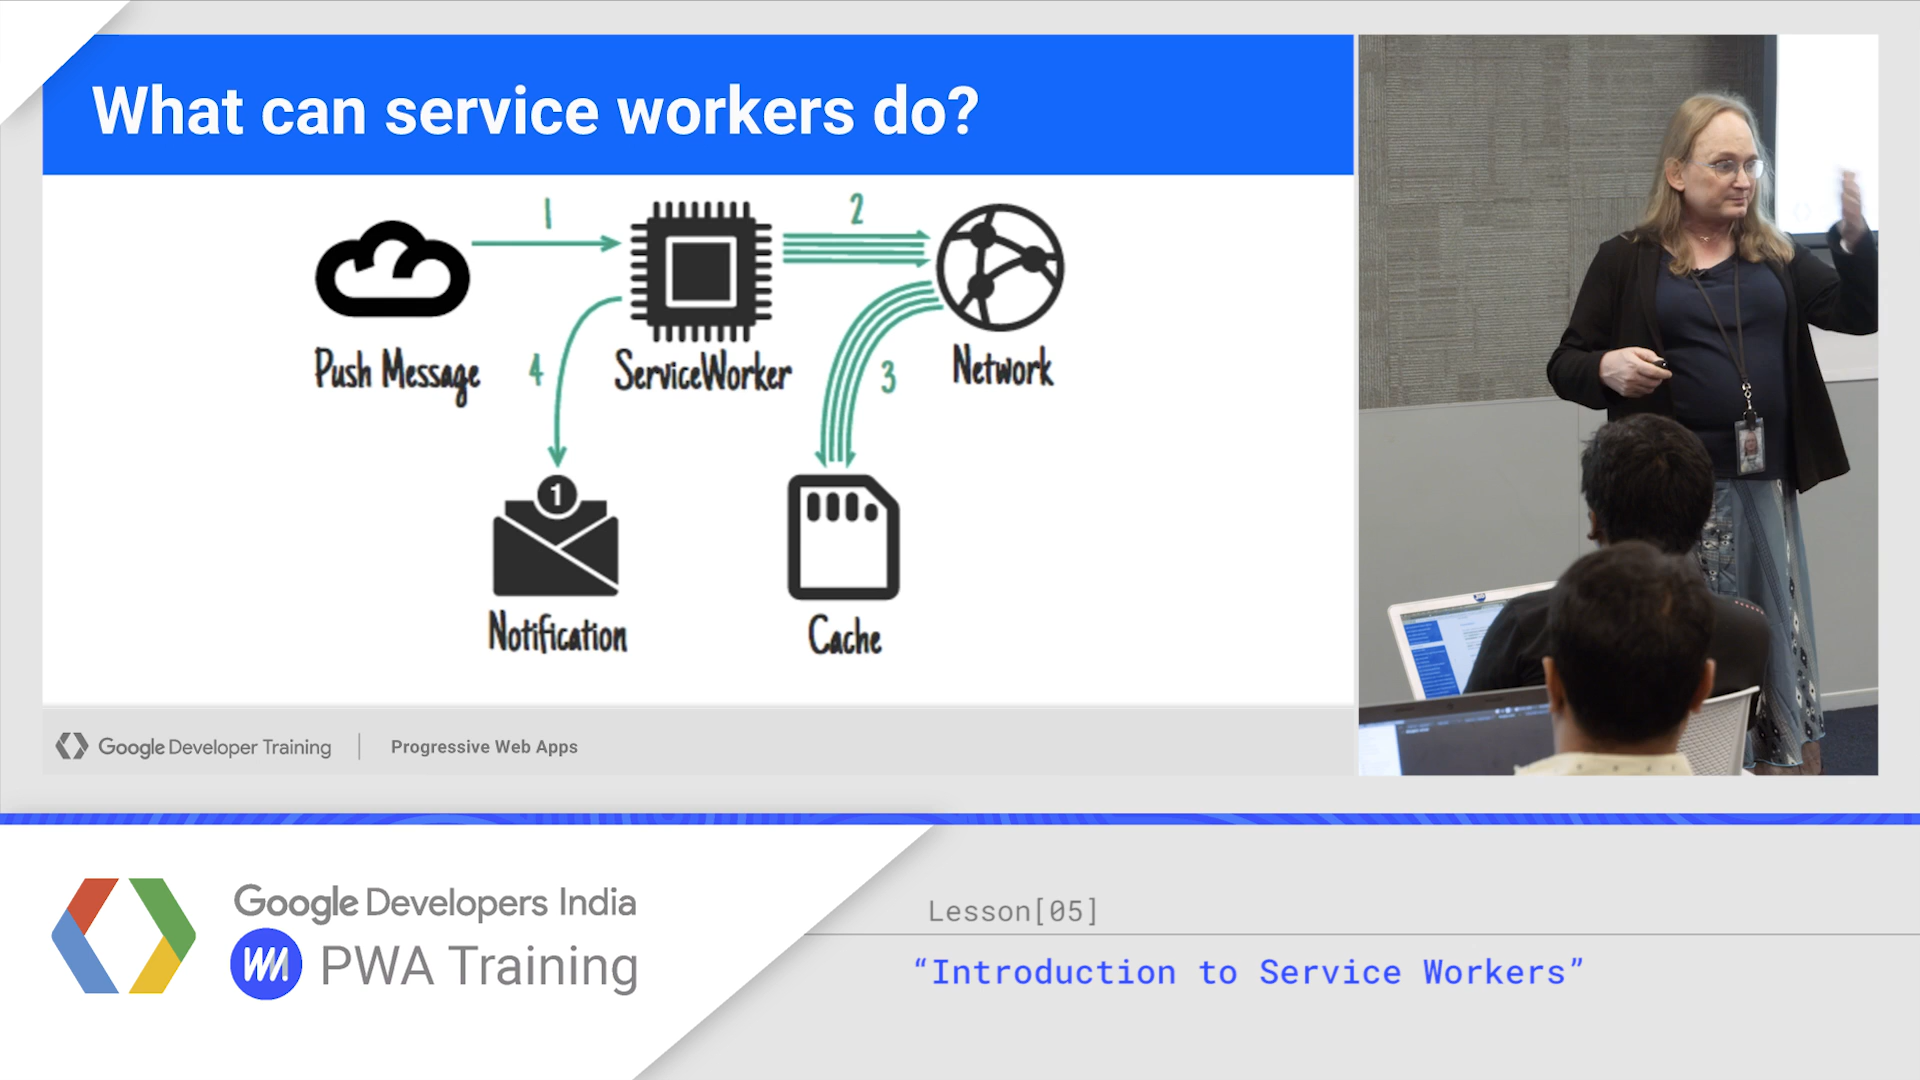 What can service workers do?
1
2
Push Message
4
ServiceWorker
3
Network
1
Notification
Cache
Google Developer Training
Progressive Web Apps
Google Developers India
PWA Training
Lesson[05]
“Introduction to Service Workers”